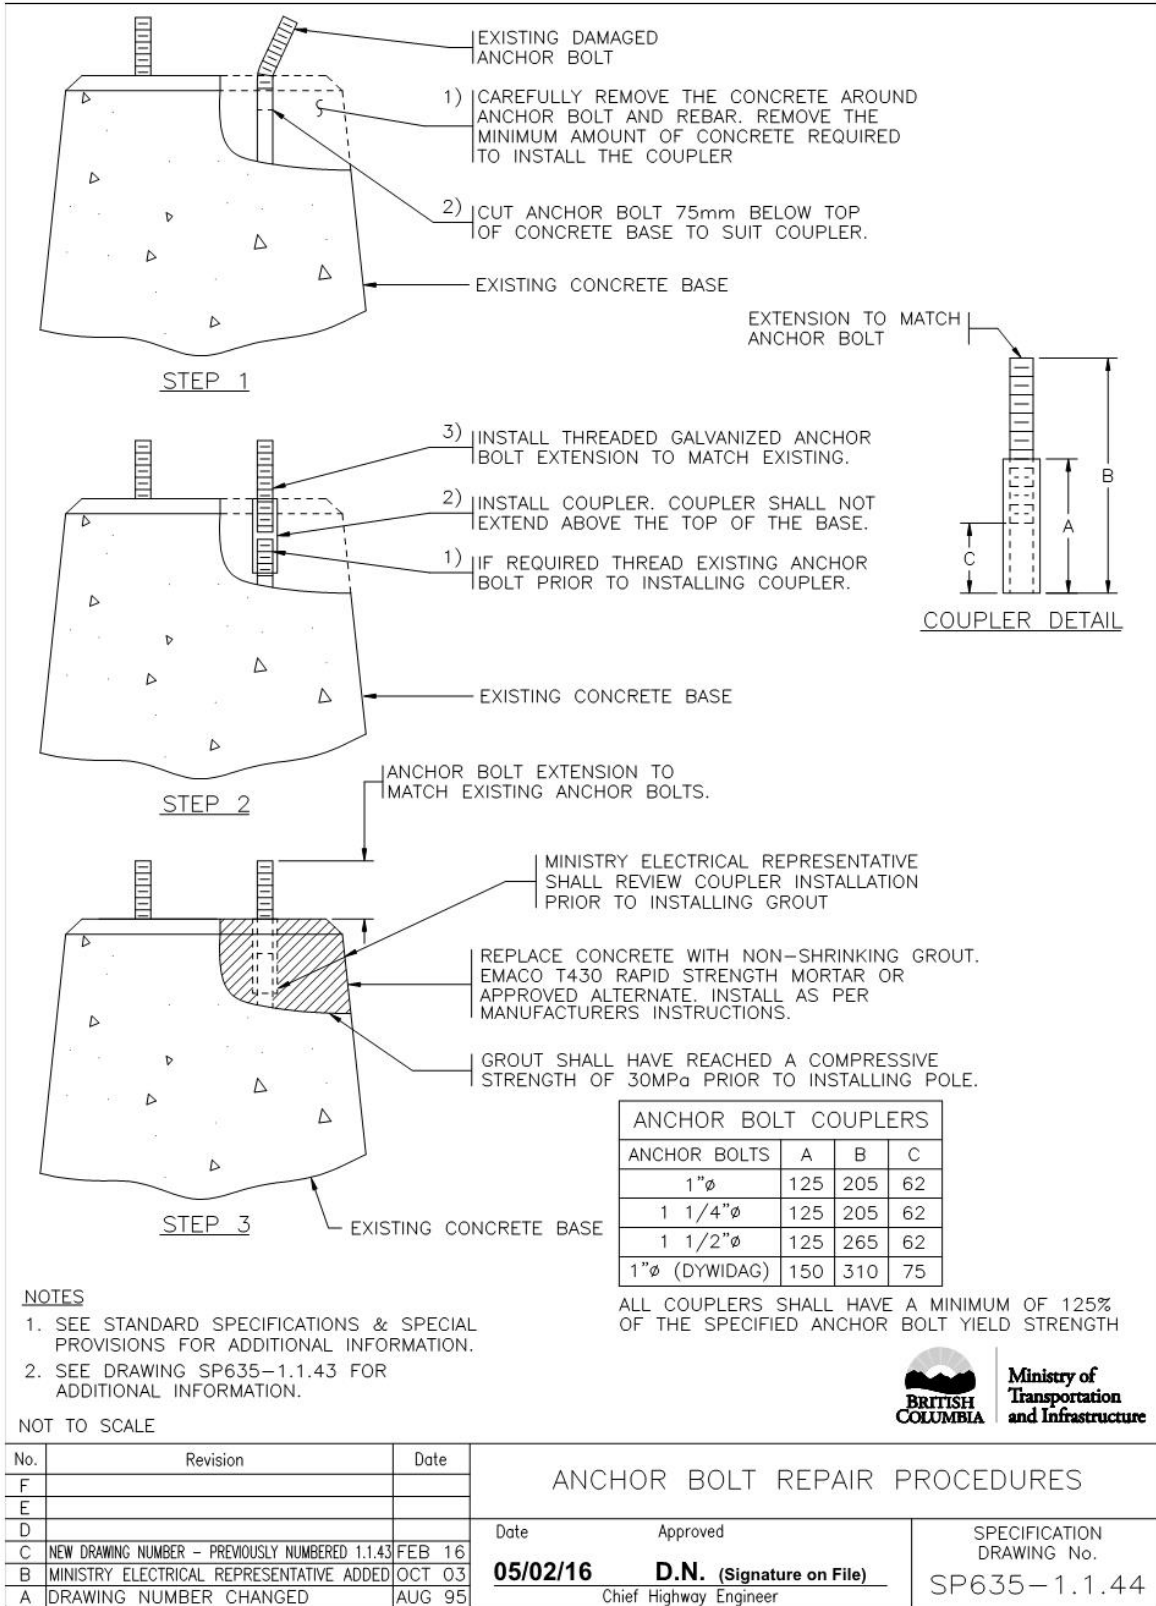 EXISTING DAMAGED
ANCHOR BOLT
1) CAREFULLY REMOVE THE CONCRETE AROUND
ANCHOR BOLT AND REBAR. REMOVE THE
MINIMUM AMOUNT OF CONCRETE REQUIRED
TO INSTALL THE COUPLER
2) CUT ANCHOR BOLT 75mm BELOW TOP
OF CONCRETE BASE TO SUIT COUPLER.
EXISTING CONCRETE BASE
STEP 1
EXTENSION TO MATCH
ANCHOR BOLT
B
A
C
COUPLER DETAIL
3) INSTALL THREADED GALVANIZED ANCHOR
BOLT EXTENSION TO MATCH EXISTING.
2) INSTALL COUPLER. COUPLER SHALL NOT
EXTEND ABOVE THE TOP OF THE BASE.
1) IF REQUIRED THREAD EXISTING ANCHOR
BOLT PRIOR TO INSTALLING COUPLER.
EXISTING CONCRETE BASE
STEP 2
ANCHOR BOLT EXTENSION TO
MATCH EXISTING ANCHOR BOLTS.
MINISTRY ELECTRICAL REPRESENTATIVE
SHALL REVIEW COUPLER INSTALLATION
PRIOR TO INSTALLING GROUT
REPLACE CONCRETE WITH NON-SHRINKING GROUT.
EMACO T430 RAPID STRENGTH MORTAR OR
APPROVED ALTERNATE. INSTALL AS PER
MANUFACTURERS INSTRUCTIONS.
GROUT SHALL HAVE REACHED A COMPRESSIVE
STRENGTH OF 30MPa PRIOR TO INSTALLING POLE.
EXISTING CONCRETE BASE
STEP 3
ANCHOR BOLT COUPLERS
ANCHOR BOLTS A B C
1"ø 125 205 62
1 1/4"ø 125 205 62
1 1/2"ø 125 265 62
1"ø (DYWIDAG) 150 310 75
ALL COUPLERS SHALL HAVE A MINIMUM OF 125%
OF THE SPECIFIED ANCHOR BOLT YIELD STRENGTH
NOTES
1. SEE STANDARD SPECIFICATIONS & SPECIAL
PROVISIONS FOR ADDITIONAL INFORMATION.
2. SEE DRAWING SP635-1.1.43 FOR
ADDITIONAL INFORMATION.
NOT TO SCALE
BRITISH
COLUMBIA
Ministry of
Transportation
and Infrastructure
No. Revision Date
F
E
D
C NEW DRAWING NUMBER - PREVIOUSLY NUMBERED 1.1.43 FEB 16
B MINISTRY ELECTRICAL REPRESENTATIVE ADDED OCT 03
A DRAWING NUMBER CHANGED AUG 95
ANCHOR BOLT REPAIR PROCEDURES
Date Approved
05/02/16 D.N. (Signature on File)
Chief Highway Engineer
SPECIFICATION
DRAWING No.
SP635-1.1.44